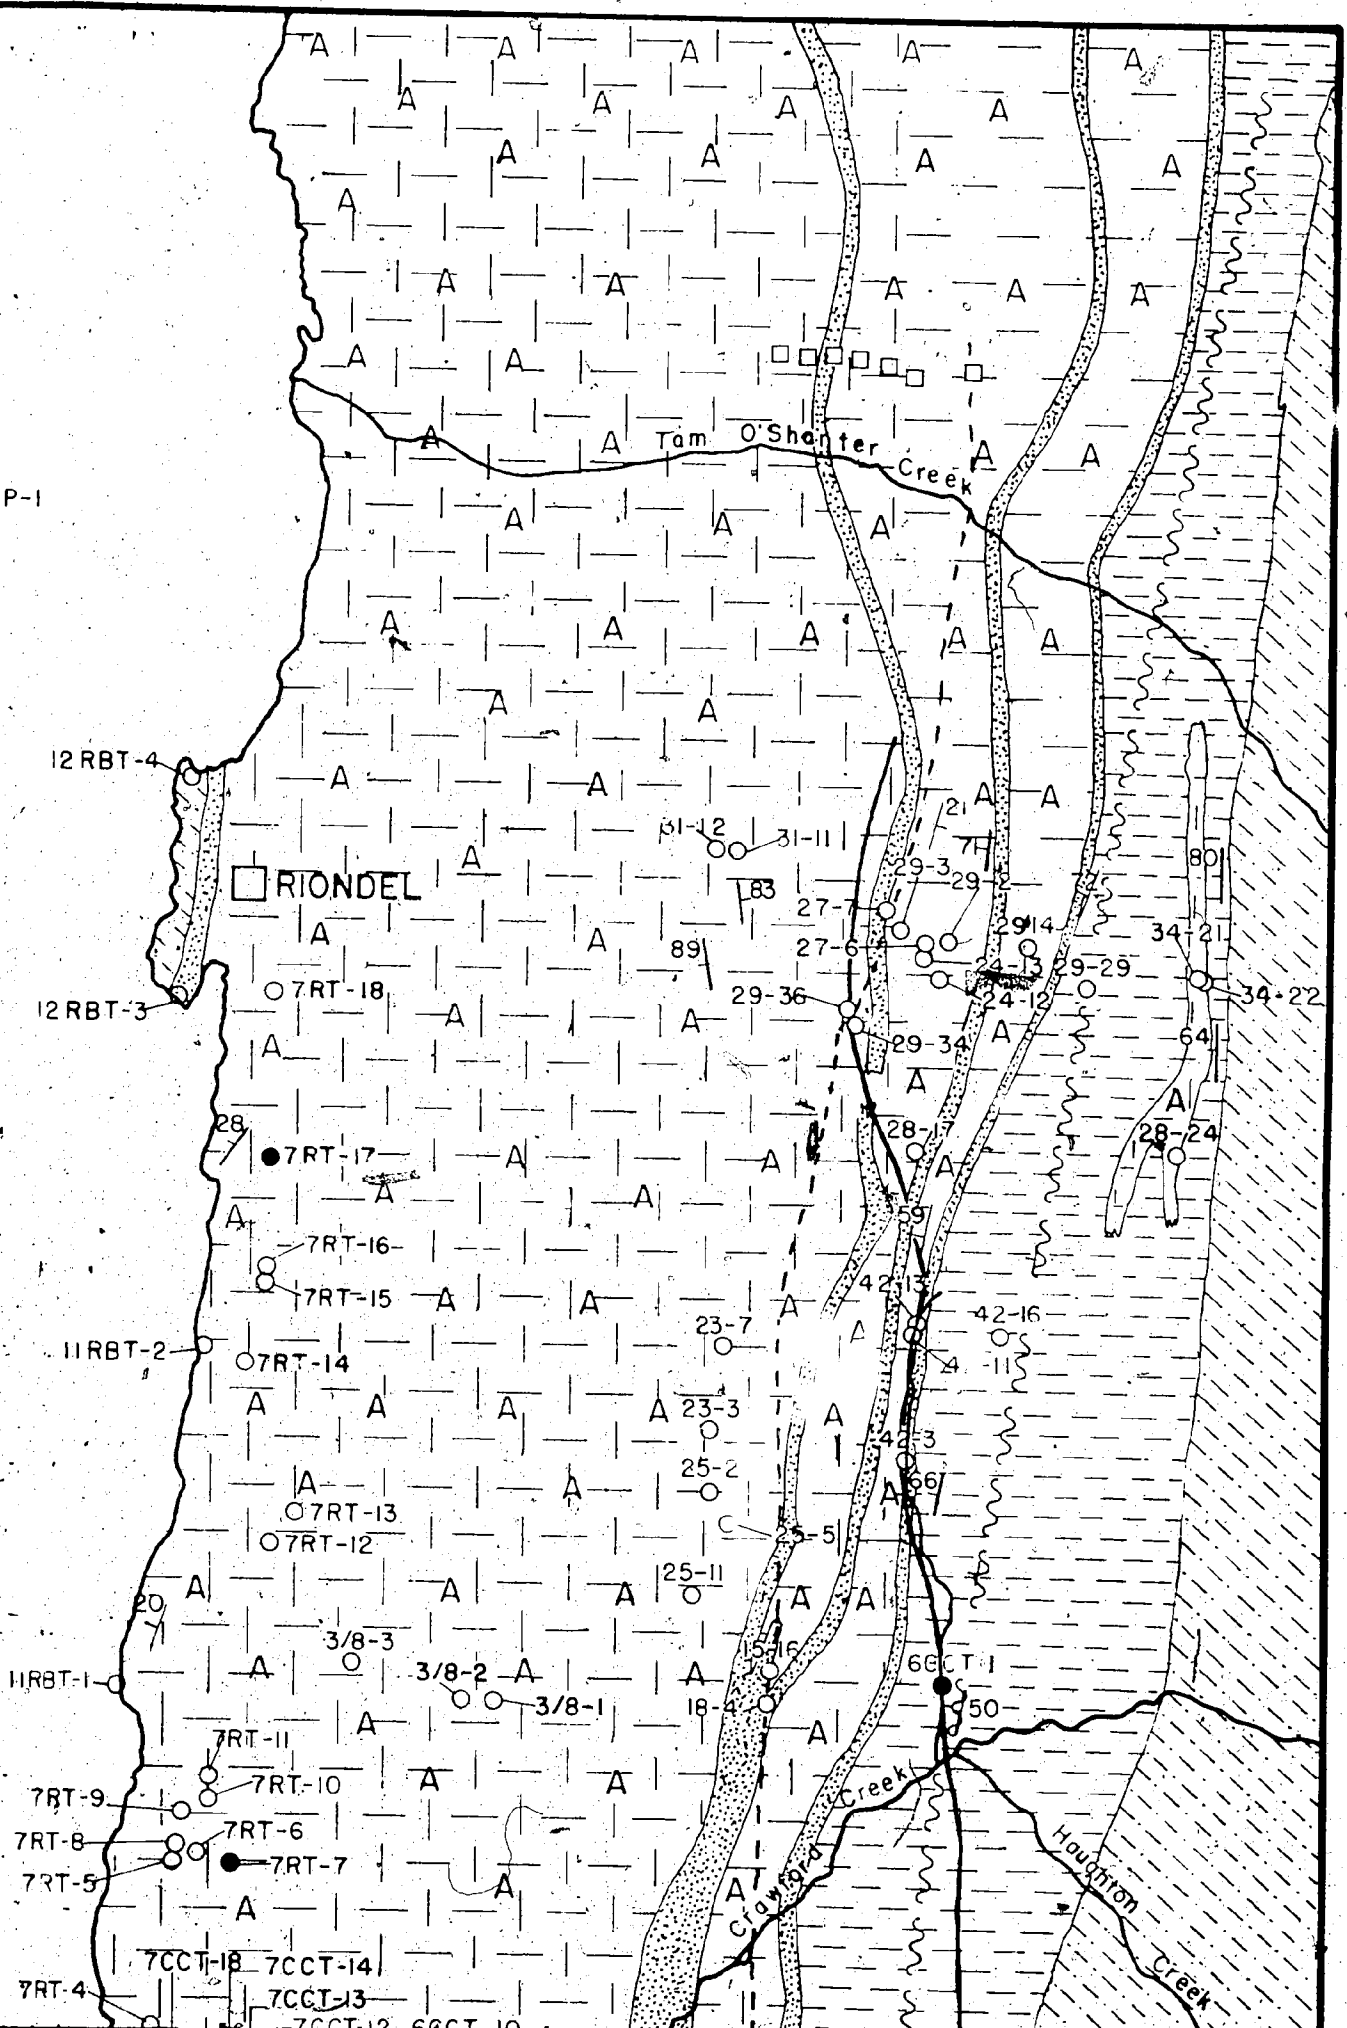 A A A A A
A A A A
A A A A
A
A A A A A
A A
Tam O'Shanter Creek
A A A A
P-1
A A A
A A A A A
A A
12 RBT-4
A A A A
31-12 31-11 21
A
29-3 29-2
RIONDEL
83 27-7 80
A A
89 27-6 29-14 34-21
7RT-18 24-13 29-29
12 RBT-3 29-36 24-12 34-22
A A A
29-34 64
A A A
28 28-17 28-24
7RT-17 A A A
A A
A 59
7RT-16
7RT-15 A A A 42-13
23-7 A 42-16
11RBT-2 7RT-14 -11
A A A A 23-3 A
42-3
25-2
A A 66 A
7RT-13
25-5
7RT-12
25-11
A A A A A
20
3/8-3 15-16
A 3/8-2 A A 6GCT-1
11RBT-1 3/8-1 18-4 50
A A
7RT-11
7RT-10 A A
7RT-9 Creek
7RT-8 7RT-6
Houghton
7RT-5 7RT-7
A A
A Crawford
7CCT-18 7CCT-14
7RT-4 7CCT-13 Creek